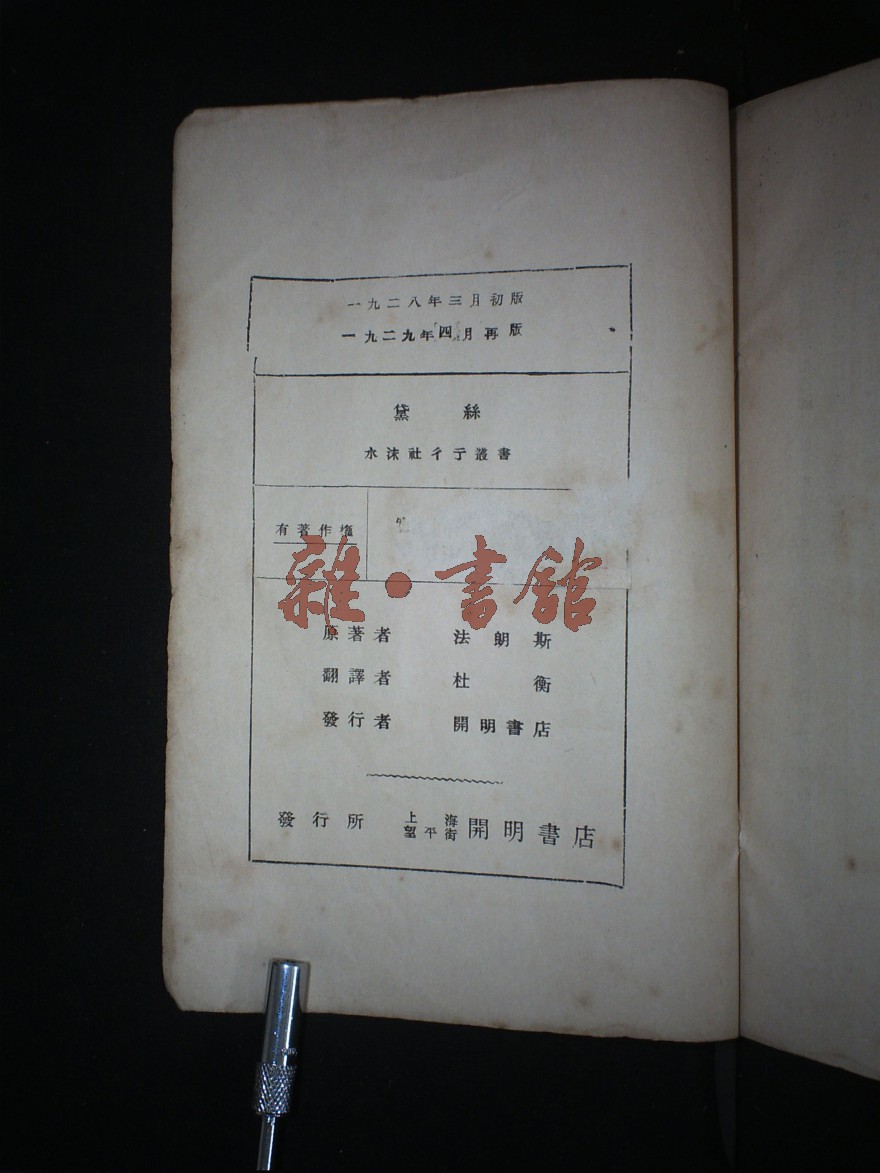 一九二八年三月初版
一九二九年四月再版
黛絲
水沫社彳亍叢書
有著作權
雜·書館
原著者 法朗斯
翻譯者 杜衡
發行者 開明書店
發行所 上海望平街 開明書店